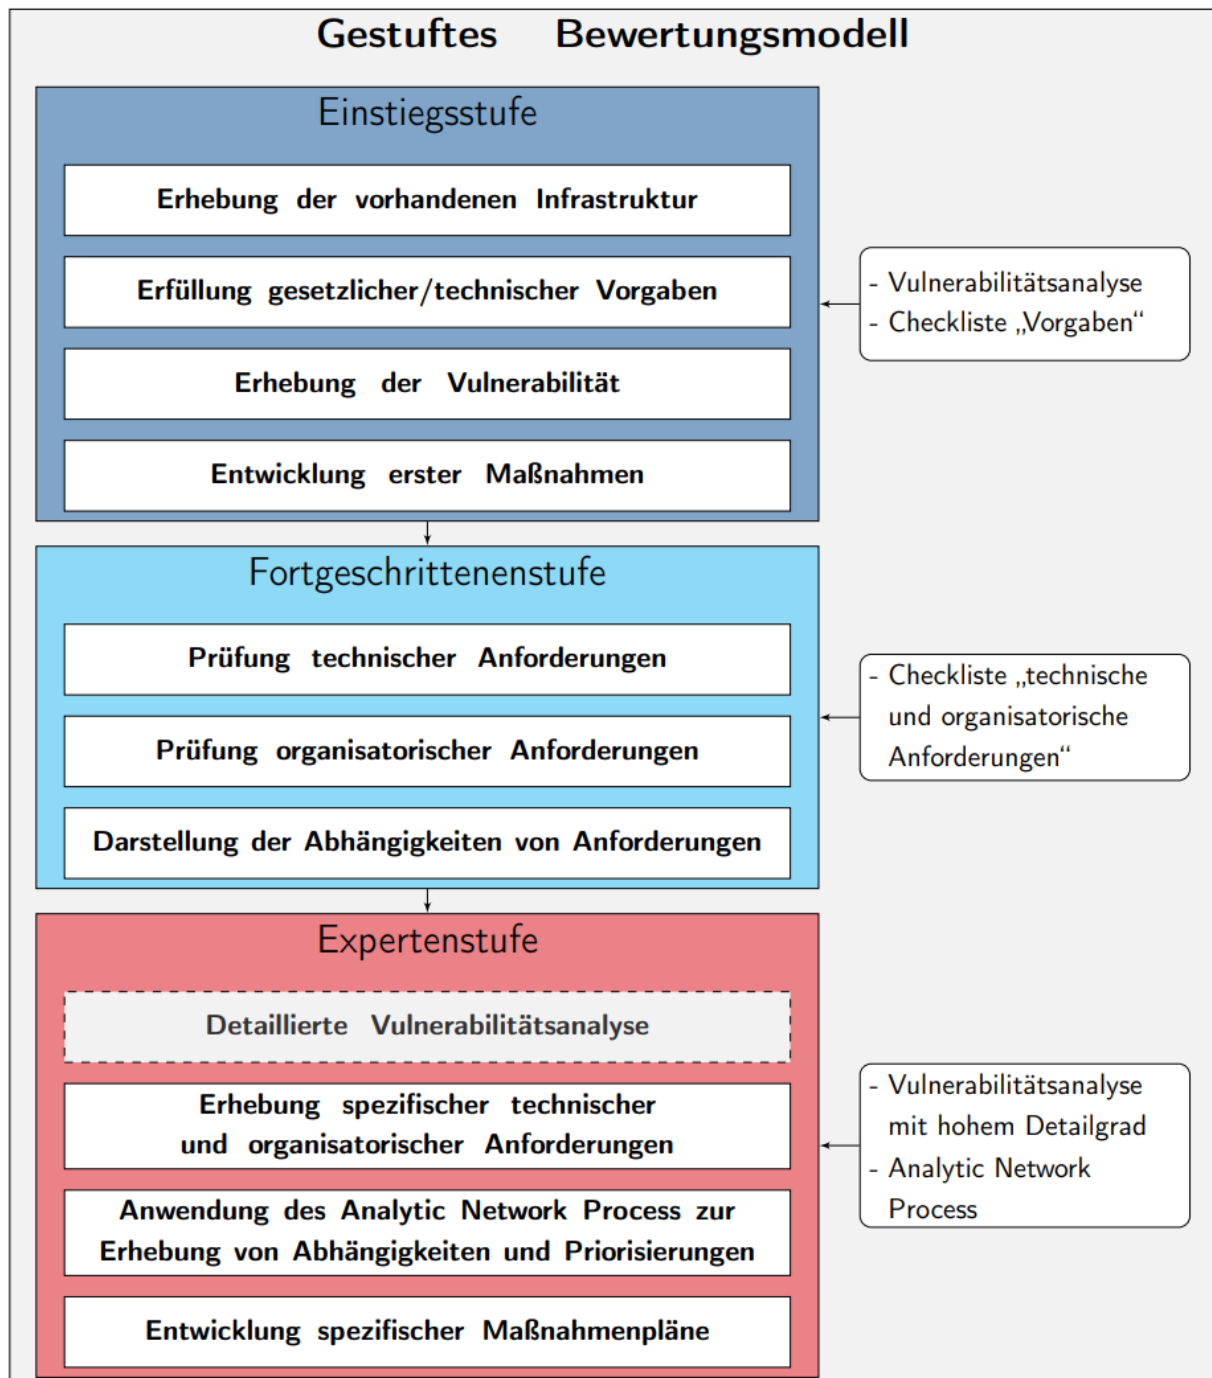 Gestuftes Bewertungsmodell
Einstiegsstufe
Erhebung der vorhandenen Infrastruktur
Erfüllung gesetzlicher/technischer Vorgaben
Erhebung der Vulnerabilität
Entwicklung erster Maßnahmen
- Vulnerabilitätsanalyse
- Checkliste „Vorgaben“
Fortgeschrittenenstufe
Prüfung technischer Anforderungen
Prüfung organisatorischer Anforderungen
Darstellung der Abhängigkeiten von Anforderungen
- Checkliste „technische
und organisatorische
Anforderungen“
Expertenstufe
Detaillierte Vulnerabilitätsanalyse
Erhebung spezifischer technischer
und organisatorischer Anforderungen
Anwendung des Analytic Network Process zur
Erhebung von Abhängigkeiten und Priorisierungen
Entwicklung spezifischer Maßnahmenpläne
- Vulnerabilitätsanalyse
mit hohem Detailgrad
- Analytic Network
Process